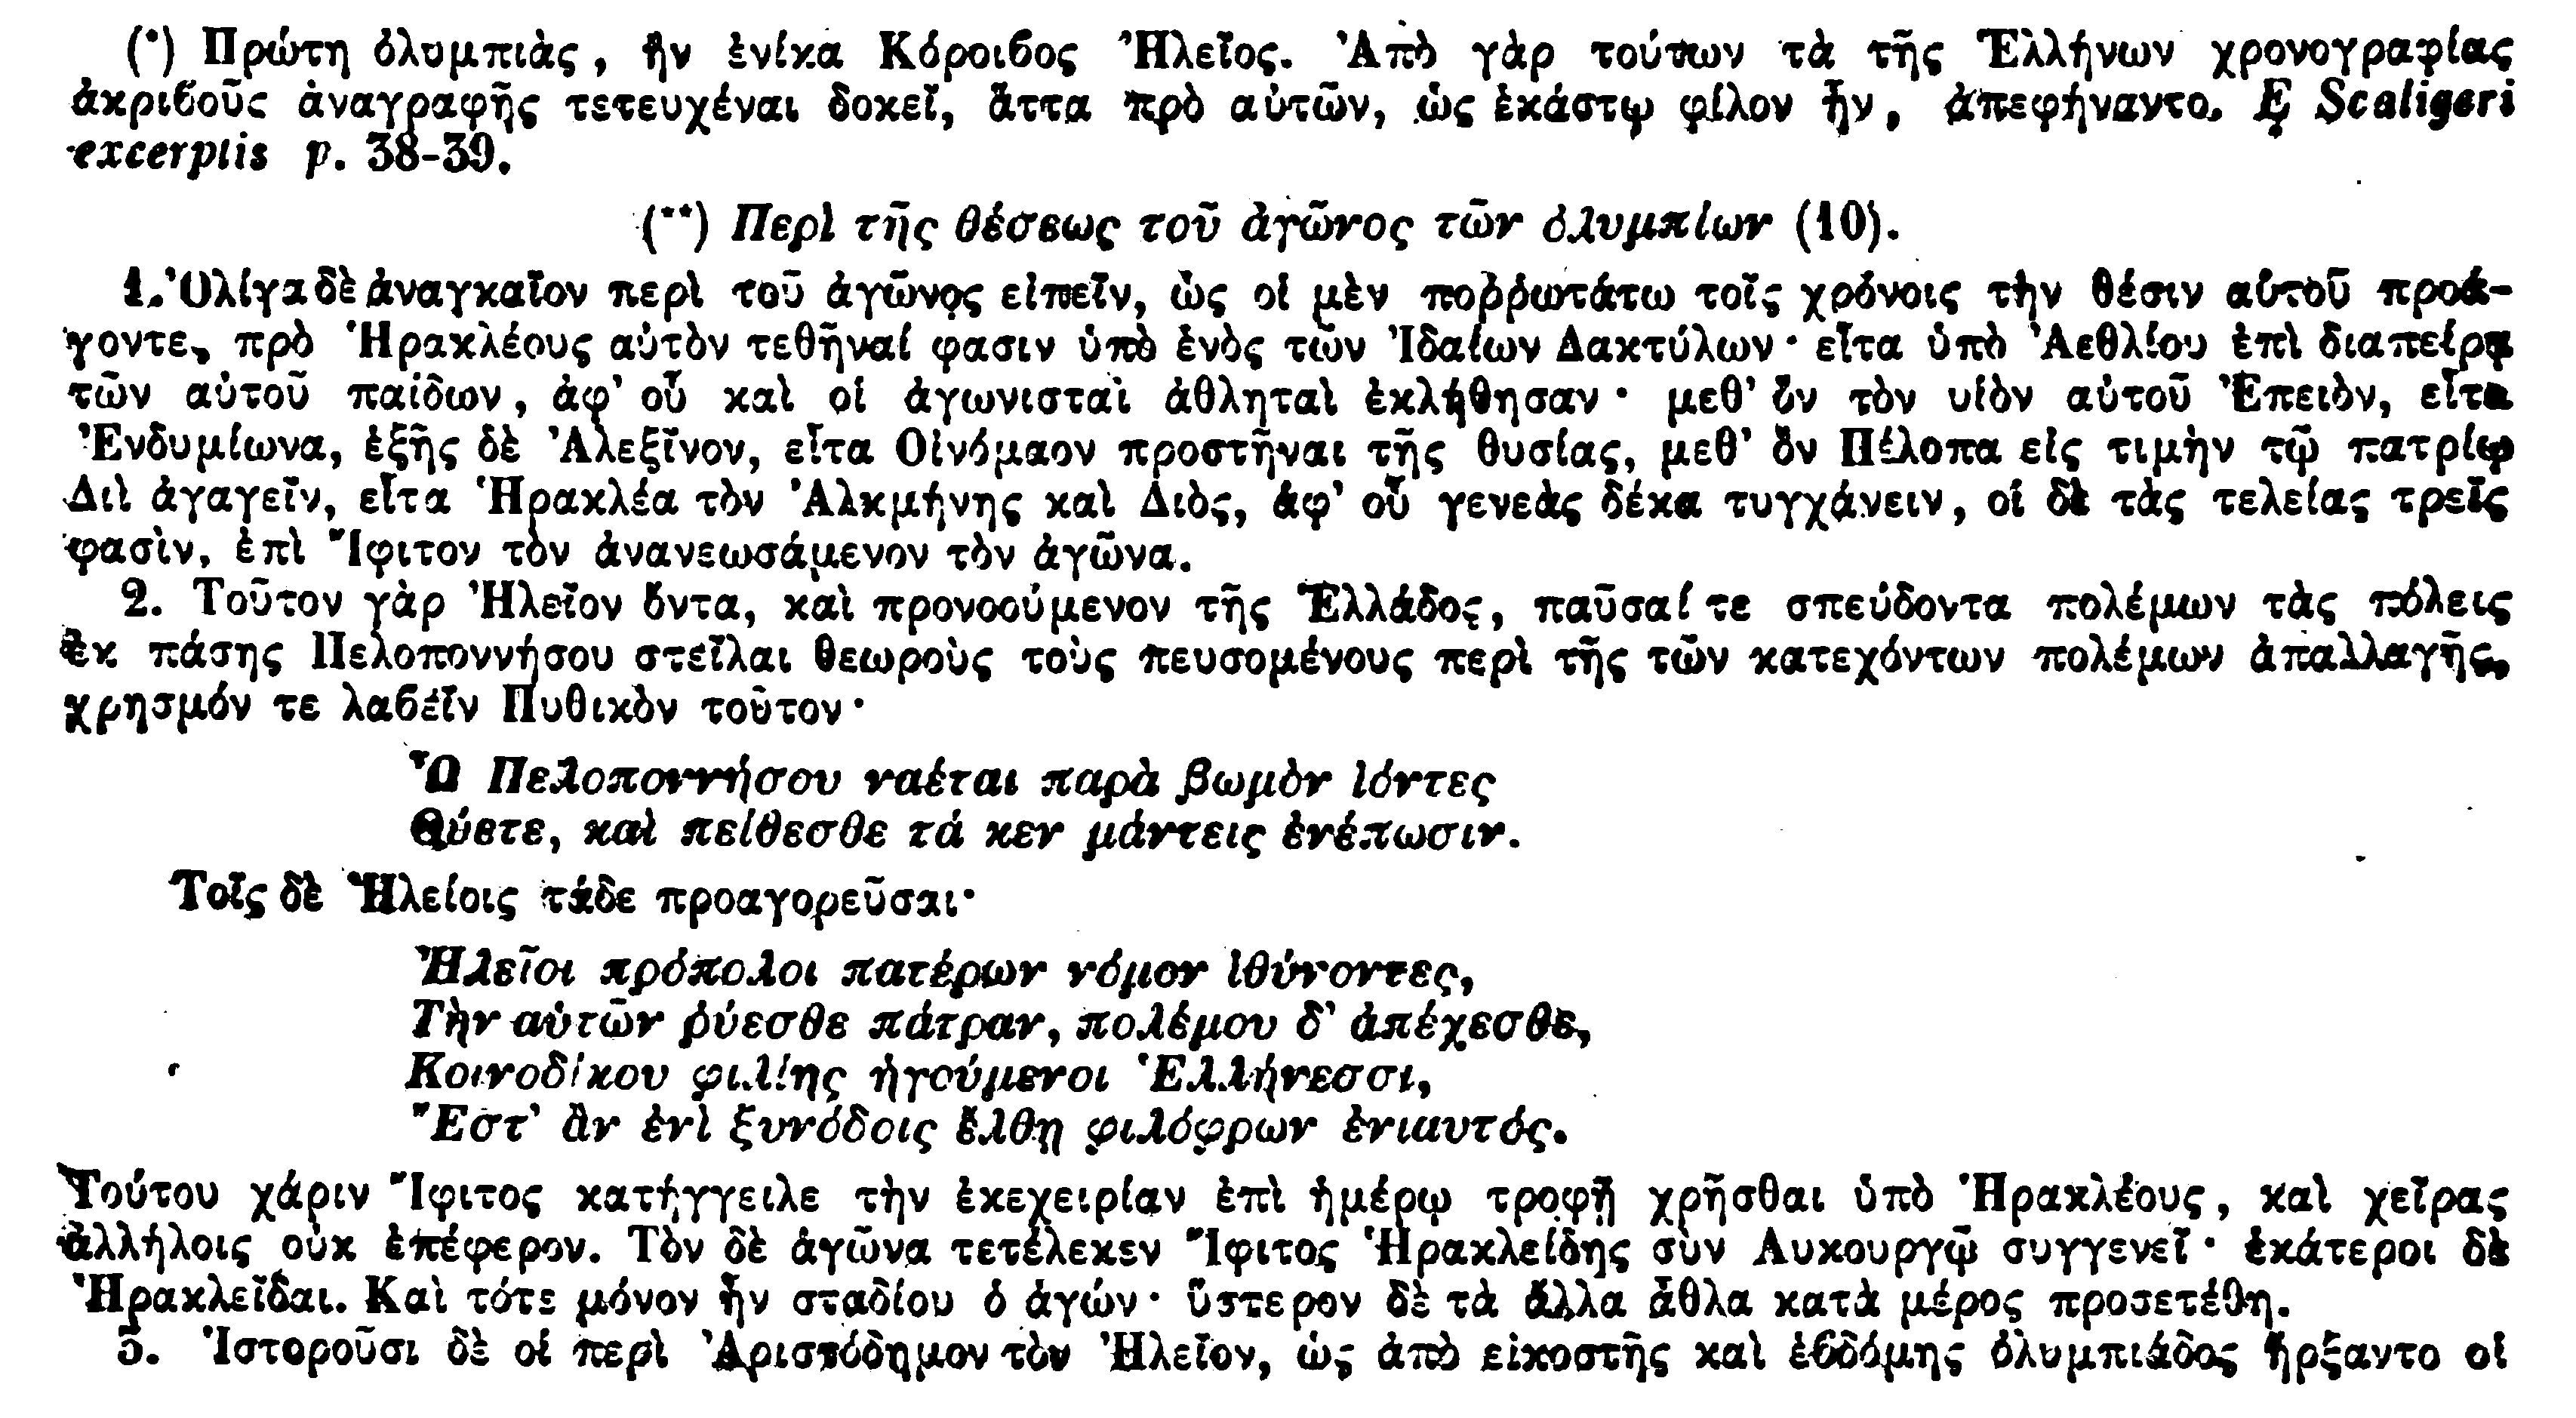 (*) Πρώτη ὀλυμπιὰς, ἣν ἐνίκα Κόροιϐος Ἠλεῖος. Ἀπὸ γὰρ τούτων τὰ τῆς Ἑλλήνων χρονογραφίας
ἀκριϐοῦς ἀναγραφῆς τετευχέναι δοκεῖ, ἅττα πρὸ αὐτῶν, ὡς ἑκάστῳ φίλον ἦν, ἀπεφήναντο. E Scaligeri
excerptis p. 38-39.
(**) Περὶ τῆς θέσεως τοῦ ἀγῶνος τῶν ὀλυμπίων (10).
1. Ὀλίγα δὲ ἀναγκαῖον περὶ τοῦ ἀγῶνος εἰπεῖν, ὡς οἱ μὲν ποῤῥωτάτω τοῖς χρόνοις τὴν θέσιν αὐτοῦ προά-
γοντες, πρὸ Ἡρακλέους αὐτὸν τεθῆναί φασιν ὑπὸ ἑνὸς τῶν Ἰδαίων Δακτύλων· εἶτα ὑπὸ Ἀεθλίου ἐπὶ διαπείρᾳ
τῶν αὐτοῦ παίδων, ἀφ' οὗ καὶ οἱ ἀγωνισταὶ ἀθληταὶ ἐκλήθησαν· μεθ' ὃν τὸν υἱὸν αὐτοῦ Ἐπειὸν, εἶτα
Ἐνδυμίωνα, ἑξῆς δὲ Ἀλεξῖνον, εἶτα Οἰνόμαον προστῆναι τῆς θυσίας, μεθ' ὃν Πέλοπα εἰς τιμὴν τῷ πατρίῳ
Διὶ ἀγαγεῖν, εἶτα Ἡρακλέα τὸν Ἀλκμήνης καὶ Διὸς, ἀφ' οὗ γενεὰς δέκα τυγχάνειν, οἱ δὲ τὰς τελείας τρεῖς
φασὶν, ἐπὶ Ἴφιτον τὸν ἀνανεωσάμενον τὸν ἀγῶνα.
2. Τοῦτον γὰρ Ἠλεῖον ὄντα, καὶ προνοούμενον τῆς Ἑλλάδος, παῦσαί τε σπεύδοντα πολέμων τὰς πόλεις
ἐκ πάσης Πελοποννήσου στεῖλαι θεωροὺς τοὺς πευσομένους περὶ τῆς τῶν κατεχόντων πολέμων ἀπαλλαγῆς,
χρησμόν τε λαϐεῖν Πυθικὸν τοῦτον·
Ὦ Πελοποννήσου ναέται παρὰ βωμὸν ἰόντες
Θύετε, καὶ πείθεσθε τά κεν μάντεις ἐνέπωσιν.
Τοῖς δὲ Ἠλείοις τάδε προαγορεῦσαι·
Ἠλεῖοι πρόπολοι πατέρων νόμον ἰθύνοντες,
Τὴν αὑτῶν ῥύεσθε πάτραν, πολέμου δ' ἀπέχεσθε,
Κοινοδίκου φιλίης ἡγούμενοι Ἑλλήνεσσι,
Ἔστ' ἂν ἐνὶ ξυνόδοις ἔλθῃ φιλόφρων ἐνιαυτός.
Τούτου χάριν Ἴφιτος κατήγγειλε τὴν ἐκεχειρίαν ἐπὶ ἡμέρῳ τροφῇ χρῆσθαι ὑπὸ Ἡρακλέους, καὶ χεῖρας
ἀλλήλοις οὐκ ἐπέφερον. Τὸν δὲ ἀγῶνα τετέλεκεν Ἴφιτος Ἡρακλείδης σὺν Λυκουργῷ συγγενεῖ· ἑκάτεροι δὲ
Ἡρακλεῖδαι. Καὶ τότε μόνον ἦν σταδίου ὁ ἀγών· ὕστερον δὲ τὰ ἄλλα ἆθλα κατὰ μέρος προσετέθη.
3. Ἱστοροῦσι δὲ οἱ περὶ Ἀριστόδημον τὸν Ἠλεῖον, ὡς ἀπὸ εἰκοστῆς καὶ ἑϐδόμης ὀλυμπιάδος ἤρξαντο οἱ